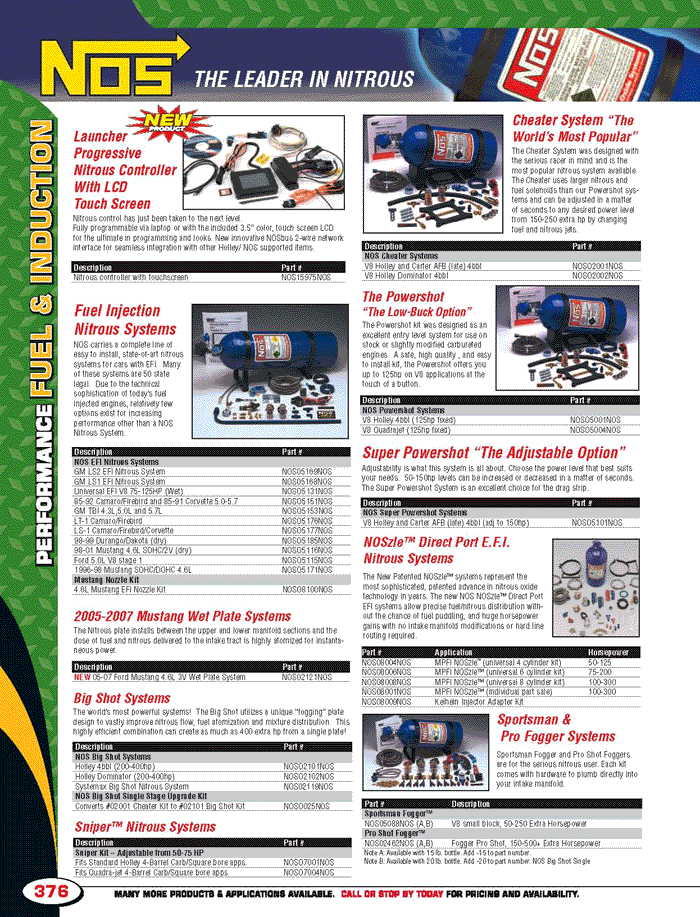 NOS
THE LEADER IN NITROUS
NOS
PERFORMANCE FUEL & INDUCTION
NEW
PRODUCT
Launcher
Progressive
Nitrous Controller
With LCD
Touch Screen
Nitrous control has just been taken to the next level.
Fully programmable via laptop or with the included 3.5" color, touch screen LCD
for the ultimate in programming and looks. New innovative NOSbus 2-wire network
interface for seamless integration with other Holley/ NOS supported items.
Description Part #
Nitrous controller with touchscreen NOS15975NOS
Fuel Injection
Nitrous Systems
NOS carries a complete line of
easy to install, state-of-art nitrous
systems for cars with EFI. Many
of these systems are 50 state
legal. Due to the technical
sophistication of today's fuel
injected engines, relatively few
options exist for increasing
performance other than a NOS
Nitrous System.
Description Part #
NOS EFI Nitrous Systems
GM LS2 EFI Nitrous System NOS05169NOS
GM LS1 EFI Nitrous System NOS05168NOS
Universal EFI V8 75-125HP (Wet) NOS05131NOS
85-92 Camaro/Firebird and 85-91 Corvette 5.0-5.7 NOS05151NOS
GM TBI 4.3L,5.0L and 5.7L NOS05153NOS
LT-1 Camaro/Firebird NOS05176NOS
LS-1 Camaro/Firebird/Corvette NOS05177NOS
98-99 Durango/Dakota (dry) NOS05185NOS
98-01 Mustang 4.6L SOHC/2V (dry) NOS05116NOS
Ford 5.0L V8 stage 1 NOS05115NOS
1996-98 Mustang SOHC/DOHC 4.6L NOS05171NOS
Mustang Nozzle Kit
4.6L Mustang EFI Nozzle Kit NOS08100NOS
2005-2007 Mustang Wet Plate Systems
The Nitrous plate installs between the upper and lower manifold sections and the
dose of fuel and nitrous delivered to the intake tract is highly atomized for instanta-
neous power.
Description Part #
NEW 05-07 Ford Mustang 4.6L 3V Wet Plate System NOS02121NOS
Big Shot Systems
The world's most powerful systems! The Big Shot utilizes a unique "fogging" plate
design to vastly improve nitrous flow, fuel atomization and mixture distribution. This
highly efficient combination can create as much as 400 extra hp from a single plate!
Description Part #
NOS Big Shot Systems
Holley 4bbl (200-400hp) NOS02101NOS
Holley Dominator (200-400hp) NOS02102NOS
Systemax Big Shot Nitrous System NOS02119NOS
NOS Big Shot Single Stage Upgrade Kit
Converts #02001 Cheater Kit to #02101 Big Shot Kit NOS0025NOS
Sniper™ Nitrous Systems
Description Part #
Sniper Kit – Adjustable from 50-75 HP
Fits Standard Holley 4-Barrel Carb/Square bore apps. NOS07001NOS
Fits Quadra-jet 4-Barrel Carb/Square bore apps. NOS07004NOS
Cheater System "The
World's Most Popular"
The Cheater System was designed with
the serious racer in mind and is the
most popular nitrous system available.
The Cheater uses larger nitrous and
fuel solenoids than our Powershot sys-
tems and can be adjusted in a matter
of seconds to any desired power level
from 150-250 extra hp by changing
fuel and nitrous jets.
Description Part #
NOS Cheater Systems
V8 Holley and Carter AFB (late) 4bbl NOS02001NOS
V8 Holley Dominator 4bbl NOS02002NOS
The Powershot
"The Low-Buck Option"
The Powershot kit was designed as an
excellent entry level system for use on
stock or slightly modified carbureted
engines. A safe, high quality , and easy
to install kit, the Powershot offers you
up to 125hp on V8 applications at the
touch of a button.
Description Part #
NOS Powershot Systems
V8 Holley 4bbl (125hp fixed) NOS05001NOS
V8 Quadrajet (125hp fixed) NOS05004NOS
Super Powershot "The Adjustable Option"
Adjustability is what this system is all about. Choose the power level that best suits
your needs. 50-150hp levels can be increased or decreased in a matter of seconds.
The Super Powershot System is an excellent choice for the drag strip.
Description Part #
NOS Super Powershot Systems
V8 Holley and Carter AFB (late) 4bbl (adj to 150hp) NOS05101NOS
NOSzle™ Direct Port E.F.I.
Nitrous Systems
The New Patented NOSzle™ systems represent the
most sophisticated, patented advance in nitrous oxide
technology in years. The new NOS NOSzle™ Direct Port
EFI systems allow precise fuel/nitrous distribution with-
out the chance of fuel puddling, and huge horsepower
gains with no intake manifold modifications or hard line
routing required.
Part # Application Horsepower
NOS08004NOS MPFI NOSzle™ (universal 4 cylinder kit) 50-125
NOS08006NOS MPFI NOSzle™ (universal 6 cylinder kit) 75-200
NOS08008NOS MPFI NOSzle™ (universal 8 cylinder kit) 100-300
NOS08001NOS MPFI NOSzle™ (individual part sale) 100-300
NOS08009NOS Keihein Injector Adapter Kit
Sportsman &
Pro Fogger Systems
Sportsman Fogger and Pro Shot Foggers
are for the serious nitrous user. Each kit
comes with hardware to plumb directly into
your intake manifold.
Part # Description
Sportsman Fogger™
NOS05088NOS (A,B) V8 small block, 50-250 Extra Horsepower
Pro Shot Fogger™
NOS02462NOS (A,B) Fogger Pro Shot, 150-500+ Extra Horsepower
Note A: Available with 15 lb. bottle. Add -15 to part number.
Note B: Available with 20 lb. bottle. Add -20 to part number. NOS Big Shot Single
376
MANY MORE PRODUCTS & APPLICATIONS AVAILABLE. CALL OR STOP BY TODAY FOR PRICING AND AVAILABILITY.